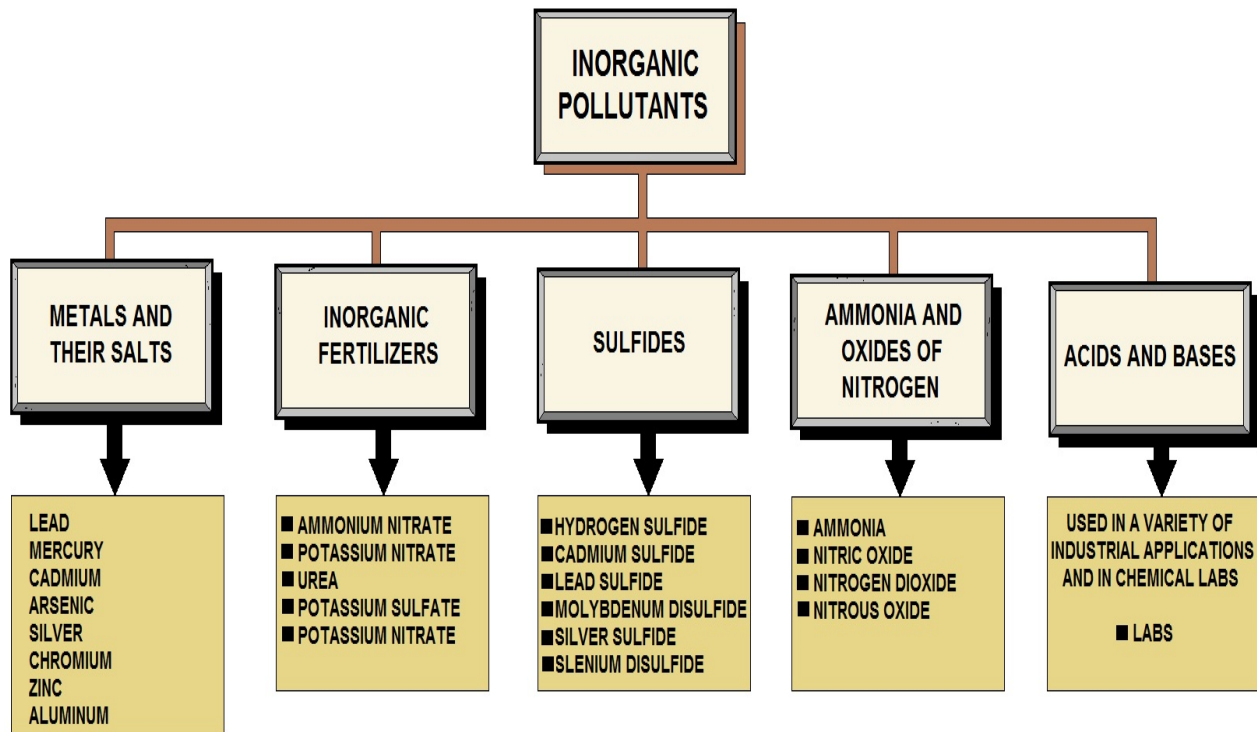 INORGANIC
POLLUTANTS
METALS AND
THEIR SALTS
INORGANIC
FERTILIZERS
SULFIDES
AMMONIA AND
OXIDES OF
NITROGEN
ACIDS AND BASES
LEAD
MERCURY
CADMIUM
ARSENIC
SILVER
CHROMIUM
ZINC
ALUMINUM
■ AMMONIUM NITRATE
■ POTASSIUM NITRATE
■ UREA
■ POTASSIUM SULFATE
■ POTASSIUM NITRATE
■ HYDROGEN SULFIDE
■ CADMIUM SULFIDE
■ LEAD SULFIDE
■ MOLYBDENUM DISULFIDE
■ SILVER SULFIDE
■ SLENIUM DISULFIDE
■ AMMONIA
■ NITRIC OXIDE
■ NITROGEN DIOXIDE
■ NITROUS OXIDE
USED IN A VARIETY OF
INDUSTRIAL APPLICATIONS
AND IN CHEMICAL LABS
■ LABS